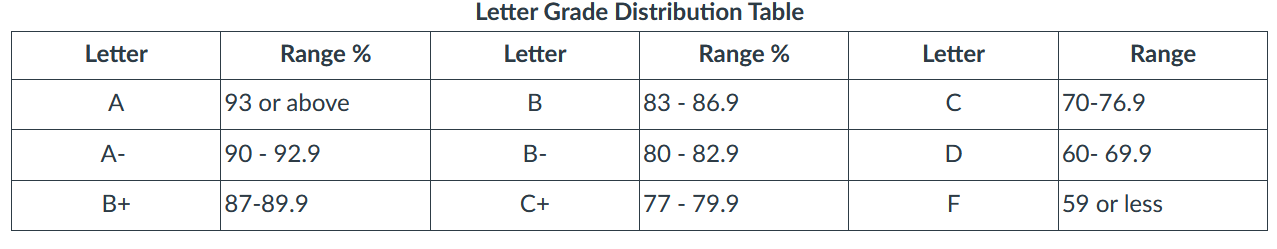 Letter Grade Distribution Table
Letter Range % Letter Range % Letter Range
A 93 or above B 83 - 86.9 C 70-76.9
A- 90 - 92.9 B- 80 - 82.9 D 60- 69.9
B+ 87-89.9 C+ 77 - 79.9 F 59 or less